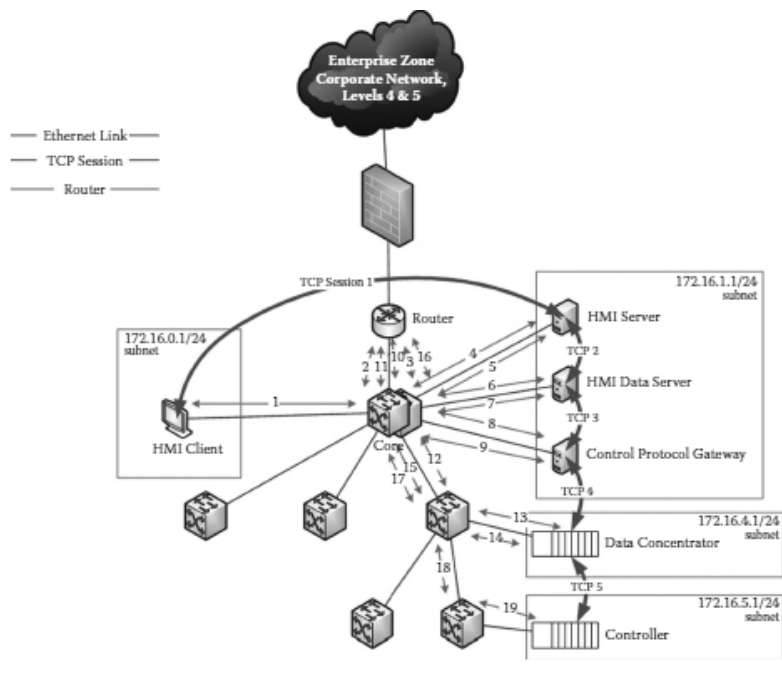 Enterprise Zone
Corporate Network,
Levels 4 & 5
Ethernet Link
TCP Session
Router
TCP Session 1
172.16.1.1/24
subnet
Router
HMI Server
172.16.0.1/24
subnet
2
11
10
3
16
4
5
TCP 2
6
HMI Data Server
7
1
TCP 3
8
HMI Client
Core
9
Control Protocol Gateway
15
12
17
TCP 4
13
172.16.4.1/24
subnet
14
Data Concentrator
18
TCP 5
19
172.16.5.1/24
subnet
Controller